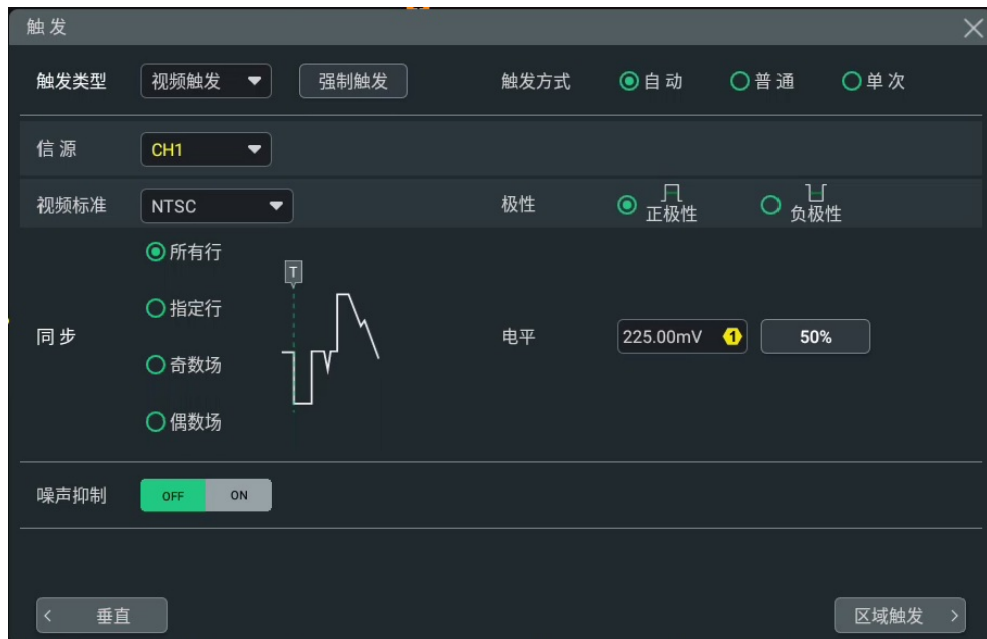 触发
触发类型 视频触发 强制触发 触发方式 自动 普通 单次
信源 CH1
视频标准 NTSC 极性 正极性 负极性
所有行
T
指定行
同步 电平 225.00mV 1 50%
奇数场
偶数场
噪声抑制 OFF ON
< 垂直 区域触发 >